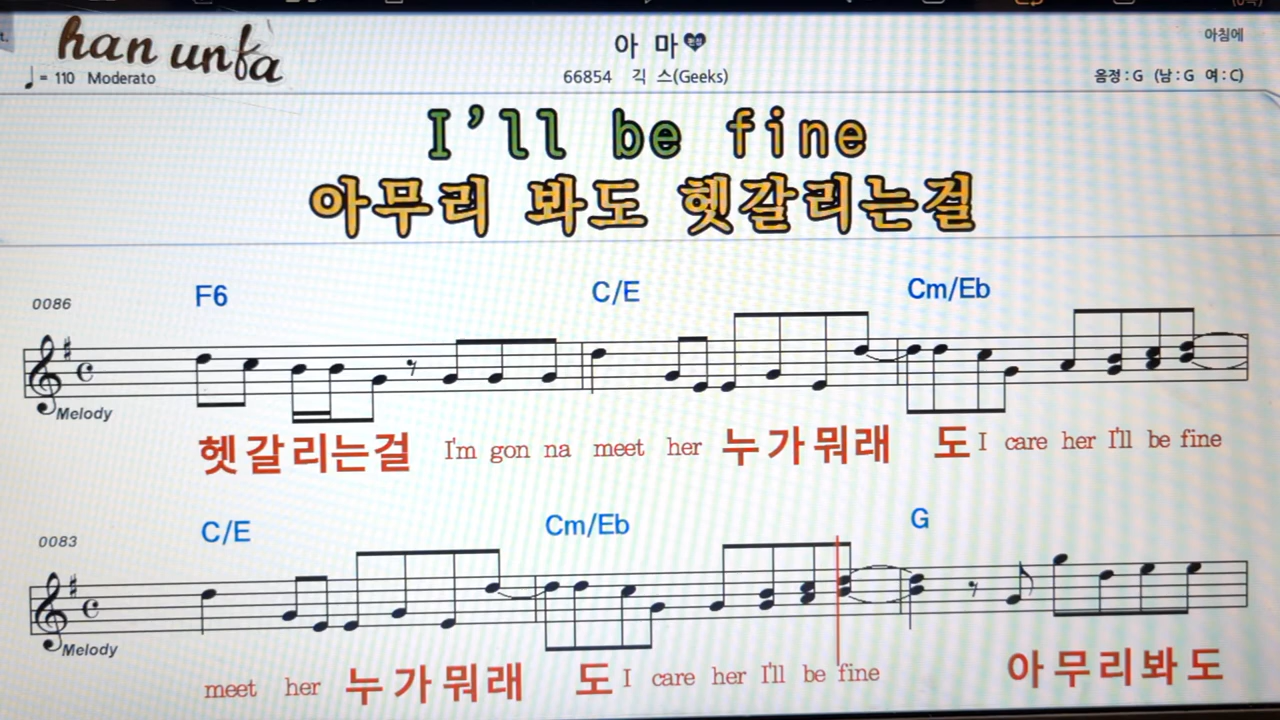 han unfa
아 마
아침에
♩ = 110 Moderato
66854 긱 스(Geeks)
음정 : G (남 : G 여 : C)
I'll be fine
아무리 봐도 헷갈리는걸
0086 F6 C/E Cm/Eb
Melody
헷갈리는걸 I'm gon na meet her 누가뭐래 도 I care her I'll be fine
0083 C/E Cm/Eb G
Melody
meet her 누가뭐래 도 I care her I'll be fine 아무리봐도